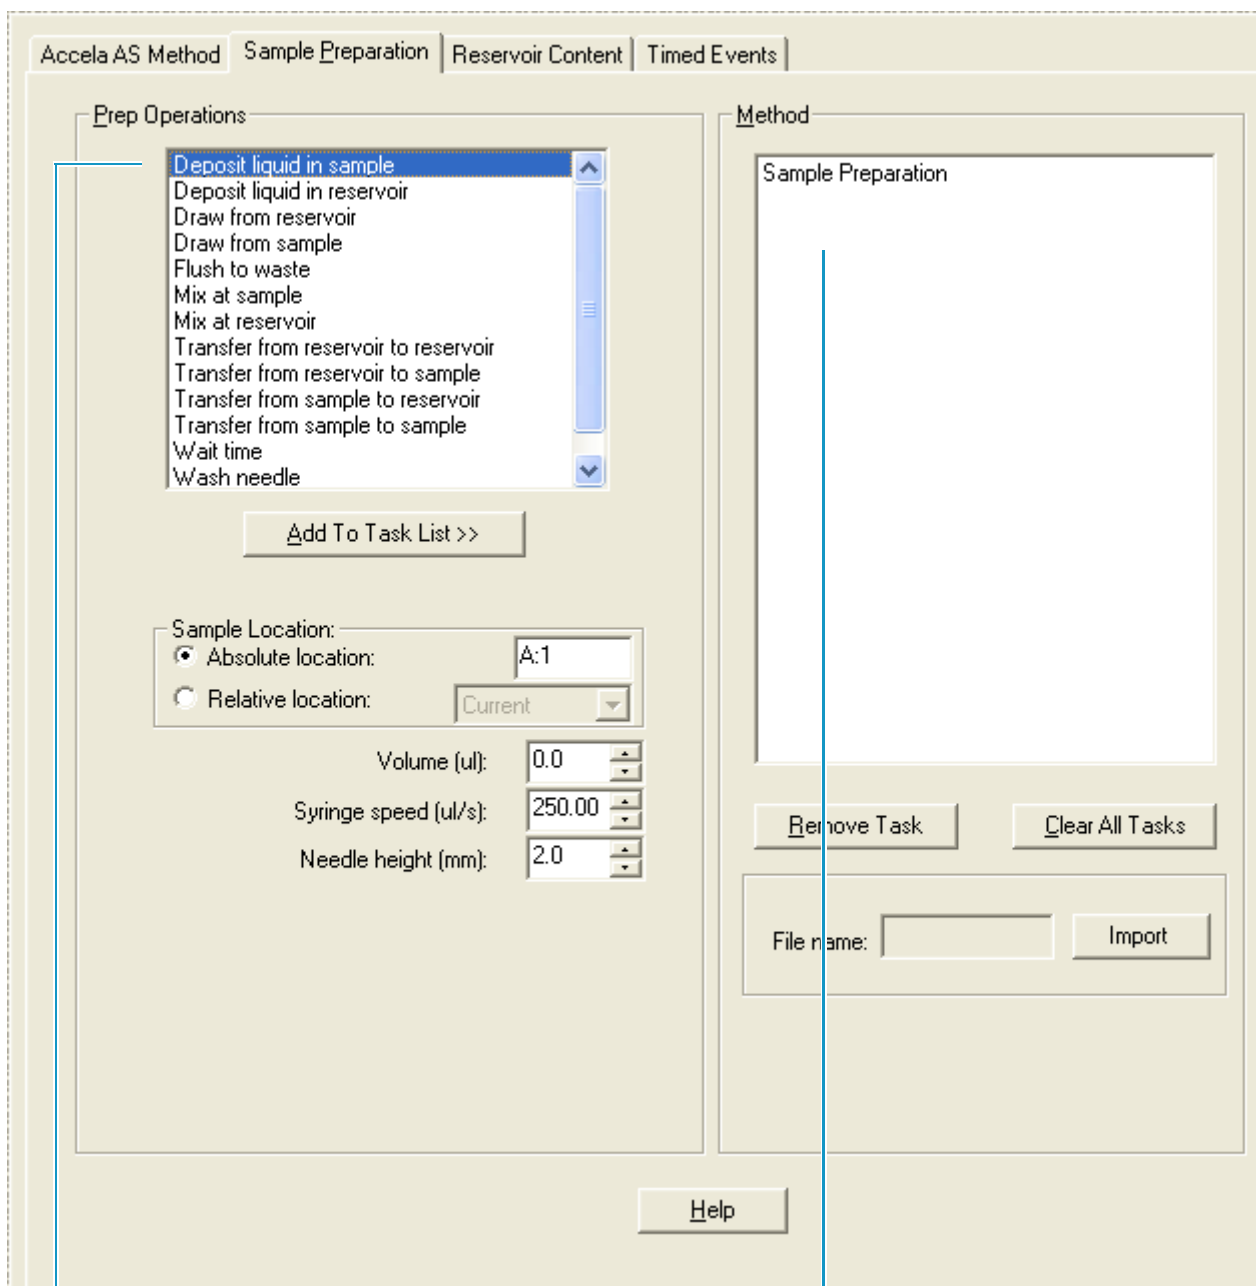 Accela AS Method Sample Preparation Reservoir Content Timed Events
Prep Operations
Deposit liquid in sample
Deposit liquid in reservoir
Draw from reservoir
Draw from sample
Flush to waste
Mix at sample
Mix at reservoir
Transfer from reservoir to reservoir
Transfer from reservoir to sample
Transfer from sample to reservoir
Transfer from sample to sample
Wait time
Wash needle
Add To Task List >>
Sample Location:
Absolute location: A:1
Relative location: Current
Volume (ul): 0.0
Syringe speed (ul/s): 250.00
Needle height (mm): 2.0
Method
Sample Preparation
Remove Task Clear All Tasks
File name: Import
Help